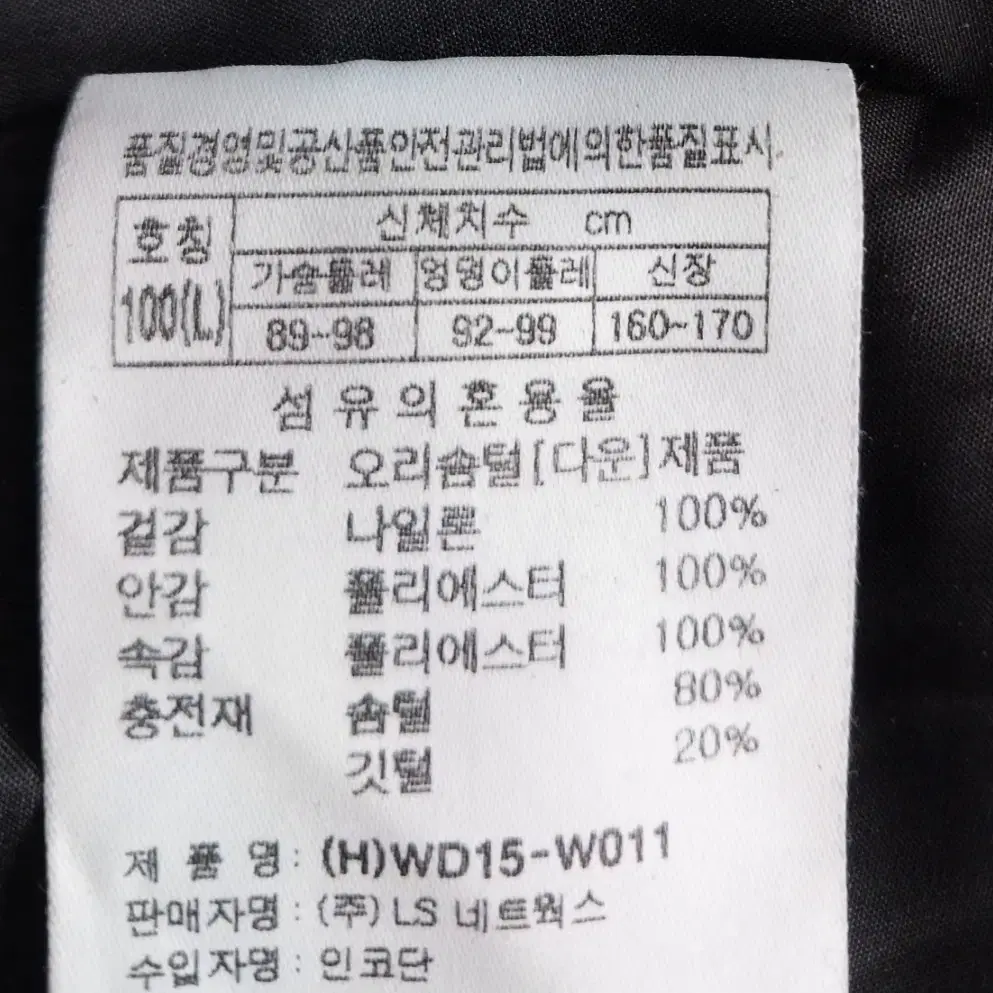 품질경영및공산품안전관리법에의한품질표시.
호칭 신체치수 cm
가슴둘레 엉덩이둘레 신장
100(L) 89~98 92~99 160~170
섬유의혼용율
제품구분 오리솜털[다운]제품
겉감 나일론 100%
안감 폴리에스터 100%
속감 폴리에스터 100%
충전재 솜털 80%
깃털 20%
제 품 명 : (H)WD15-W011
판매자명 : (주) LS 네트웍스
수입자명 : 인코단